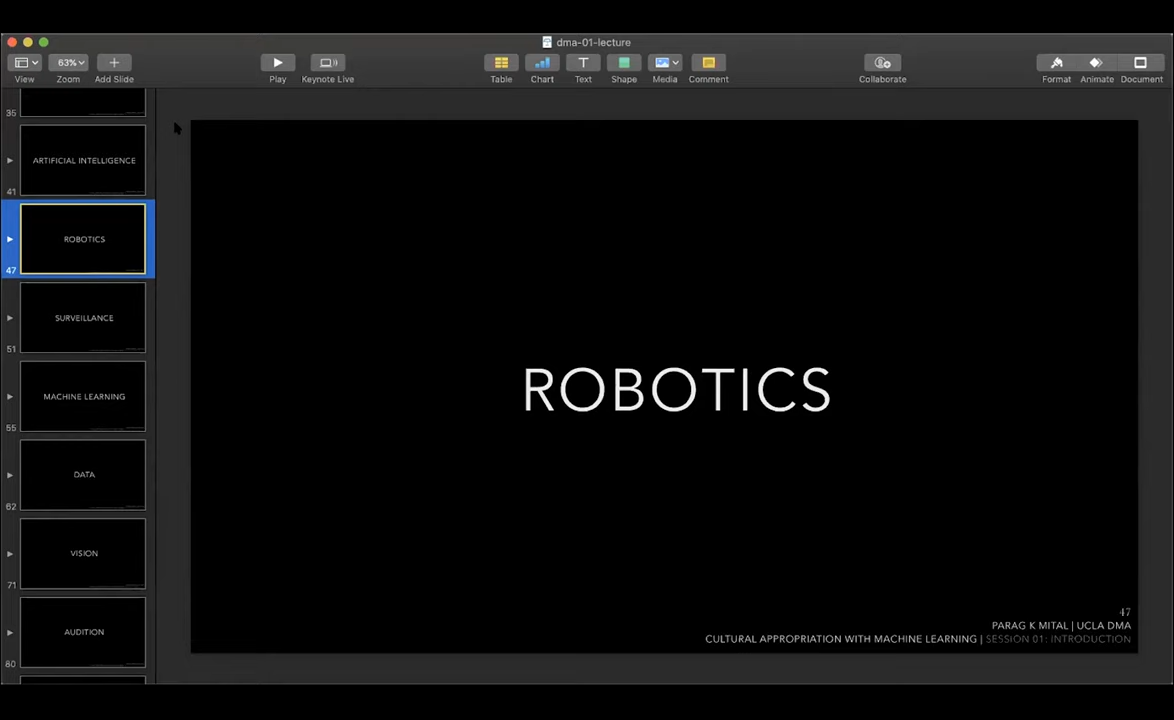 dma-01-lecture
63%
View
Zoom
Add Slide
Play
Keynote Live
Table
Chart
Text
Shape
Media
Comment
Collaborate
Format
Animate
Document
35
ARTIFICIAL INTELLIGENCE
41
ROBOTICS
47
SURVEILLANCE
51
MACHINE LEARNING
55
DATA
62
VISION
71
AUDITION
80
ROBOTICS
47
PARAG K MITAL | UCLA DMA
CULTURAL APPROPRIATION WITH MACHINE LEARNING | SESSION 01: INTRODUCTION